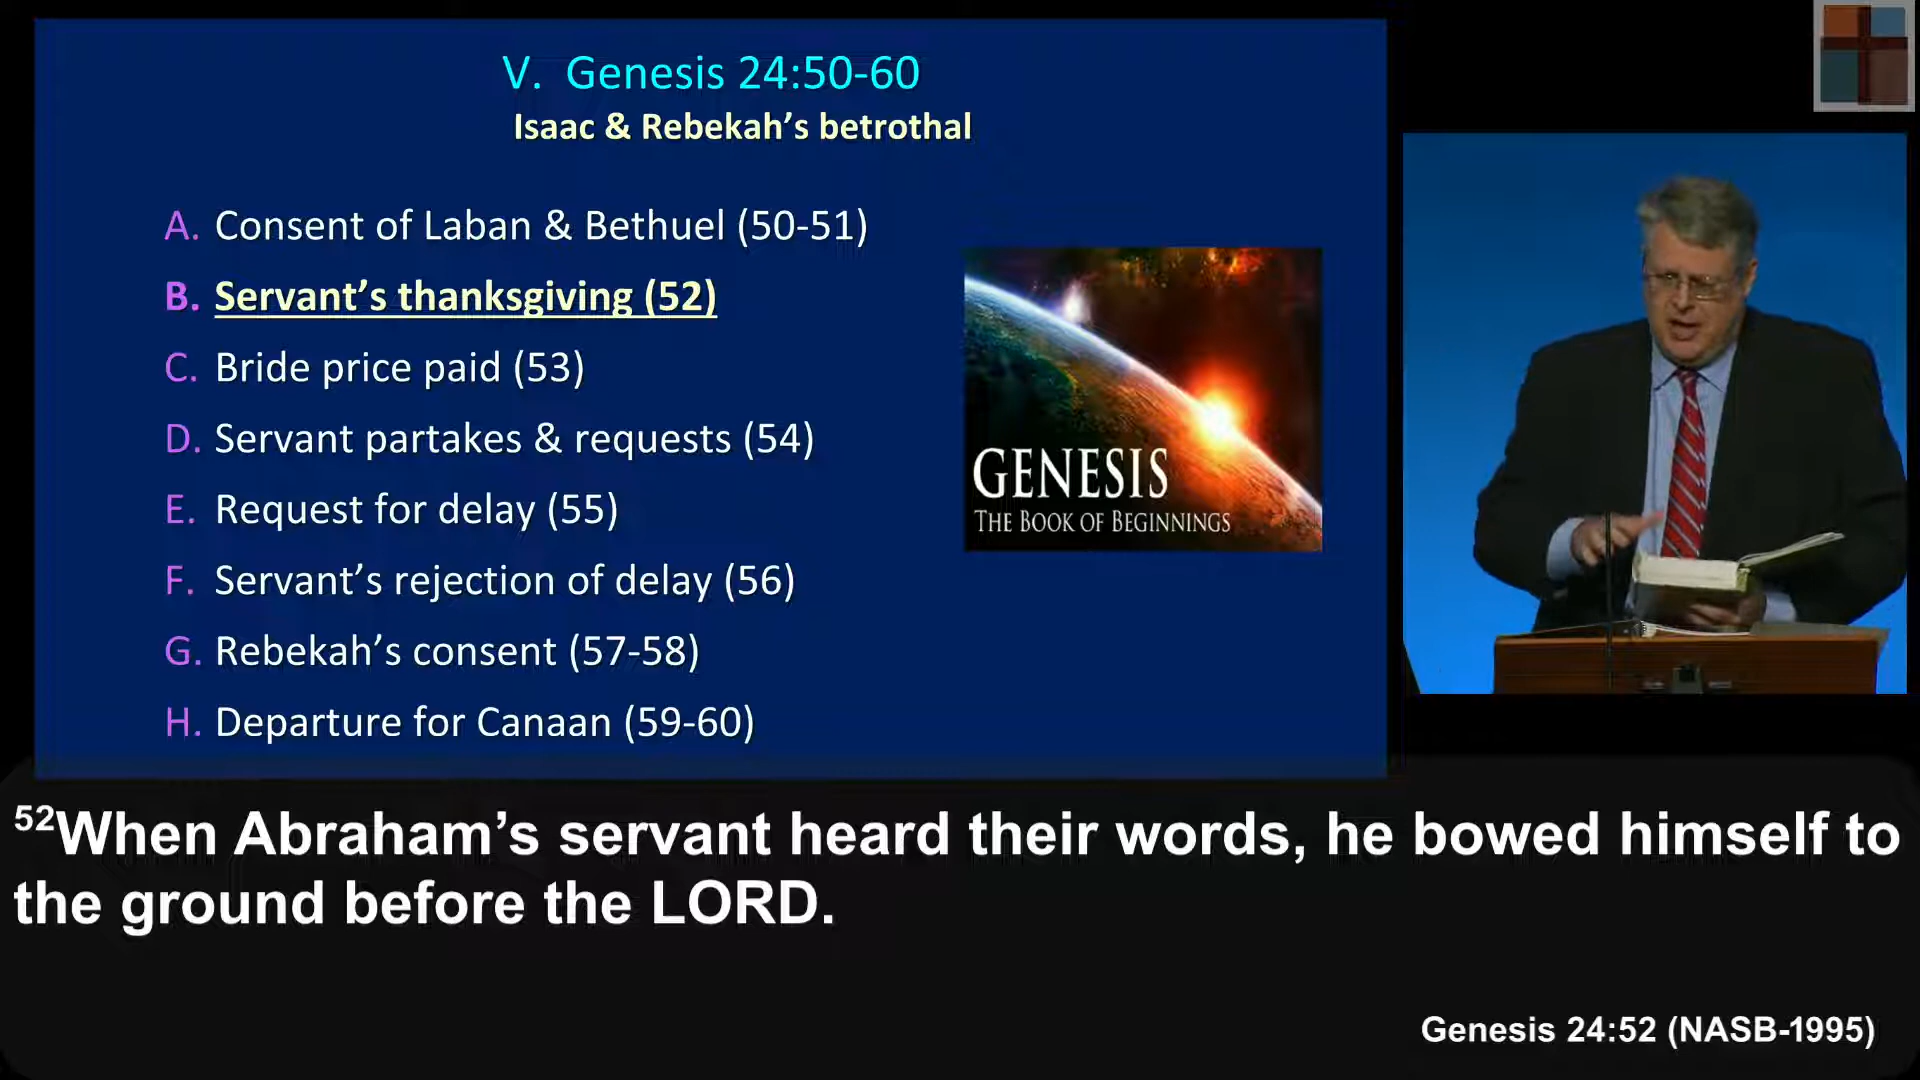 V. Genesis 24:50-60
Isaac & Rebekah’s betrothal
A. Consent of Laban & Bethuel (50-51)
B. Servant’s thanksgiving (52)
C. Bride price paid (53)
D. Servant partakes & requests (54)
E. Request for delay (55)
F. Servant’s rejection of delay (56)
G. Rebekah’s consent (57-58)
H. Departure for Canaan (59-60)
GENESIS
THE BOOK OF BEGINNINGS
52When Abraham’s servant heard their words, he bowed himself to
the ground before the LORD.
Genesis 24:52 (NASB-1995)